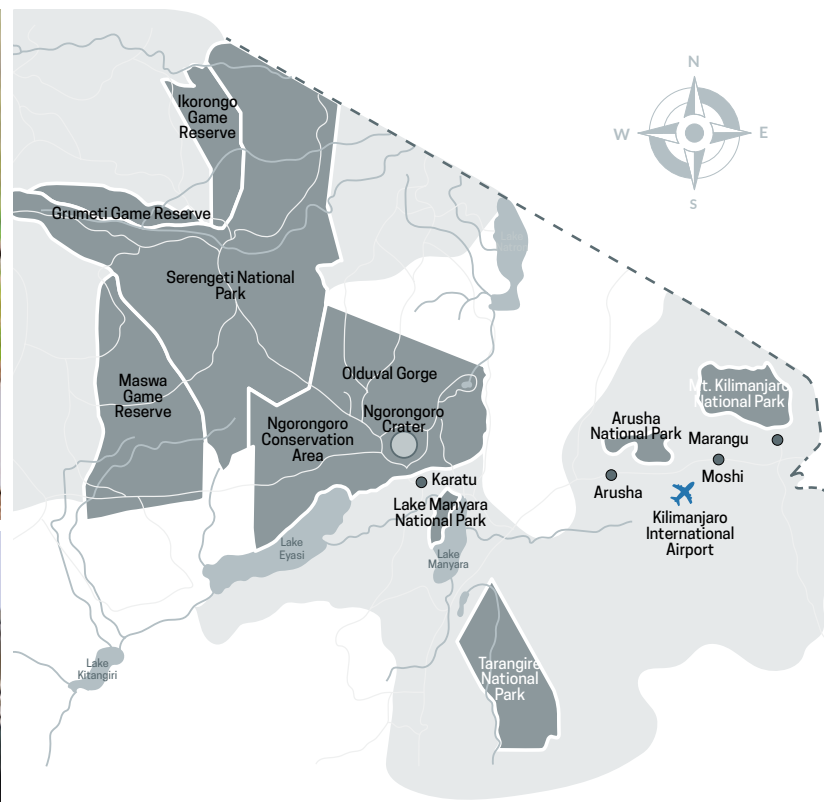 N
W
E
S
Ikorongo
Game
Reserve
Grumeti Game Reserve
Serengeti National
Park
Maswa
Game
Reserve
Olduval Gorge
Ngorongoro
Crater
Ngorongoro
Conservation
Area
Mt. Kilimanjaro
National Park
Arusha
National Park
Marangu
Moshi
Arusha
Karatu
Lake Manyara
National Park
Kilimanjaro
International
Airport
Lake
Eyasi
Lake
Manyara
Lake
Kitangiri
Tarangire
National
Park